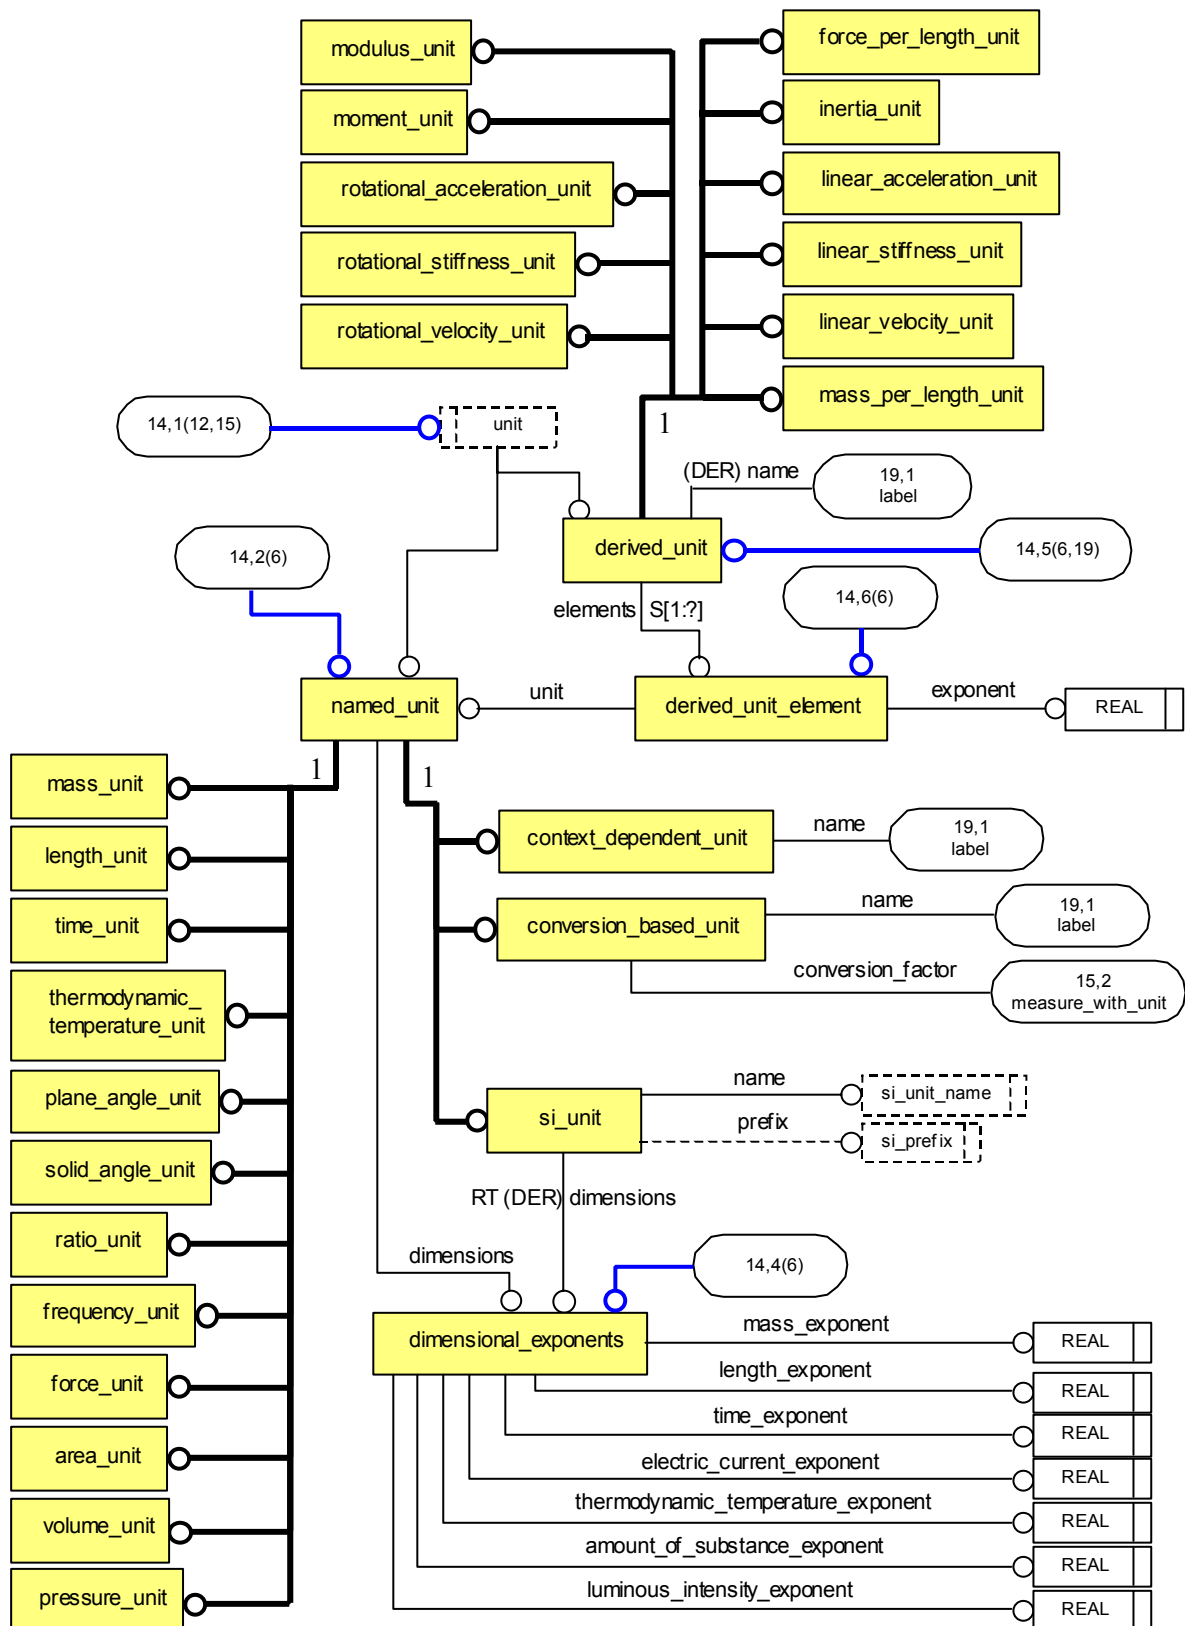 modulus_unit
force_per_length_unit
moment_unit
inertia_unit
rotational_acceleration_unit
linear_acceleration_unit
rotational_stiffness_unit
linear_stiffness_unit
rotational_velocity_unit
linear_velocity_unit
mass_per_length_unit
1
14,1(12,15)
unit
(DER) name
19,1
label
14,2(6)
derived_unit
14,5(6,19)
elements S[1:?]
14,6(6)
named_unit
unit
derived_unit_element
exponent
REAL
1
1
mass_unit
length_unit
time_unit
thermodynamic_
temperature_unit
plane_angle_unit
solid_angle_unit
ratio_unit
frequency_unit
force_unit
area_unit
volume_unit
pressure_unit
context_dependent_unit
name
19,1
label
conversion_based_unit
name
19,1
label
conversion_factor
15,2
measure_with_unit
si_unit
name
si_unit_name
prefix
si_prefix
RT (DER) dimensions
dimensions
14,4(6)
dimensional_exponents
mass_exponent
REAL
length_exponent
REAL
time_exponent
REAL
electric_current_exponent
REAL
thermodynamic_temperature_exponent
REAL
amount_of_substance_exponent
REAL
luminous_intensity_exponent
REAL